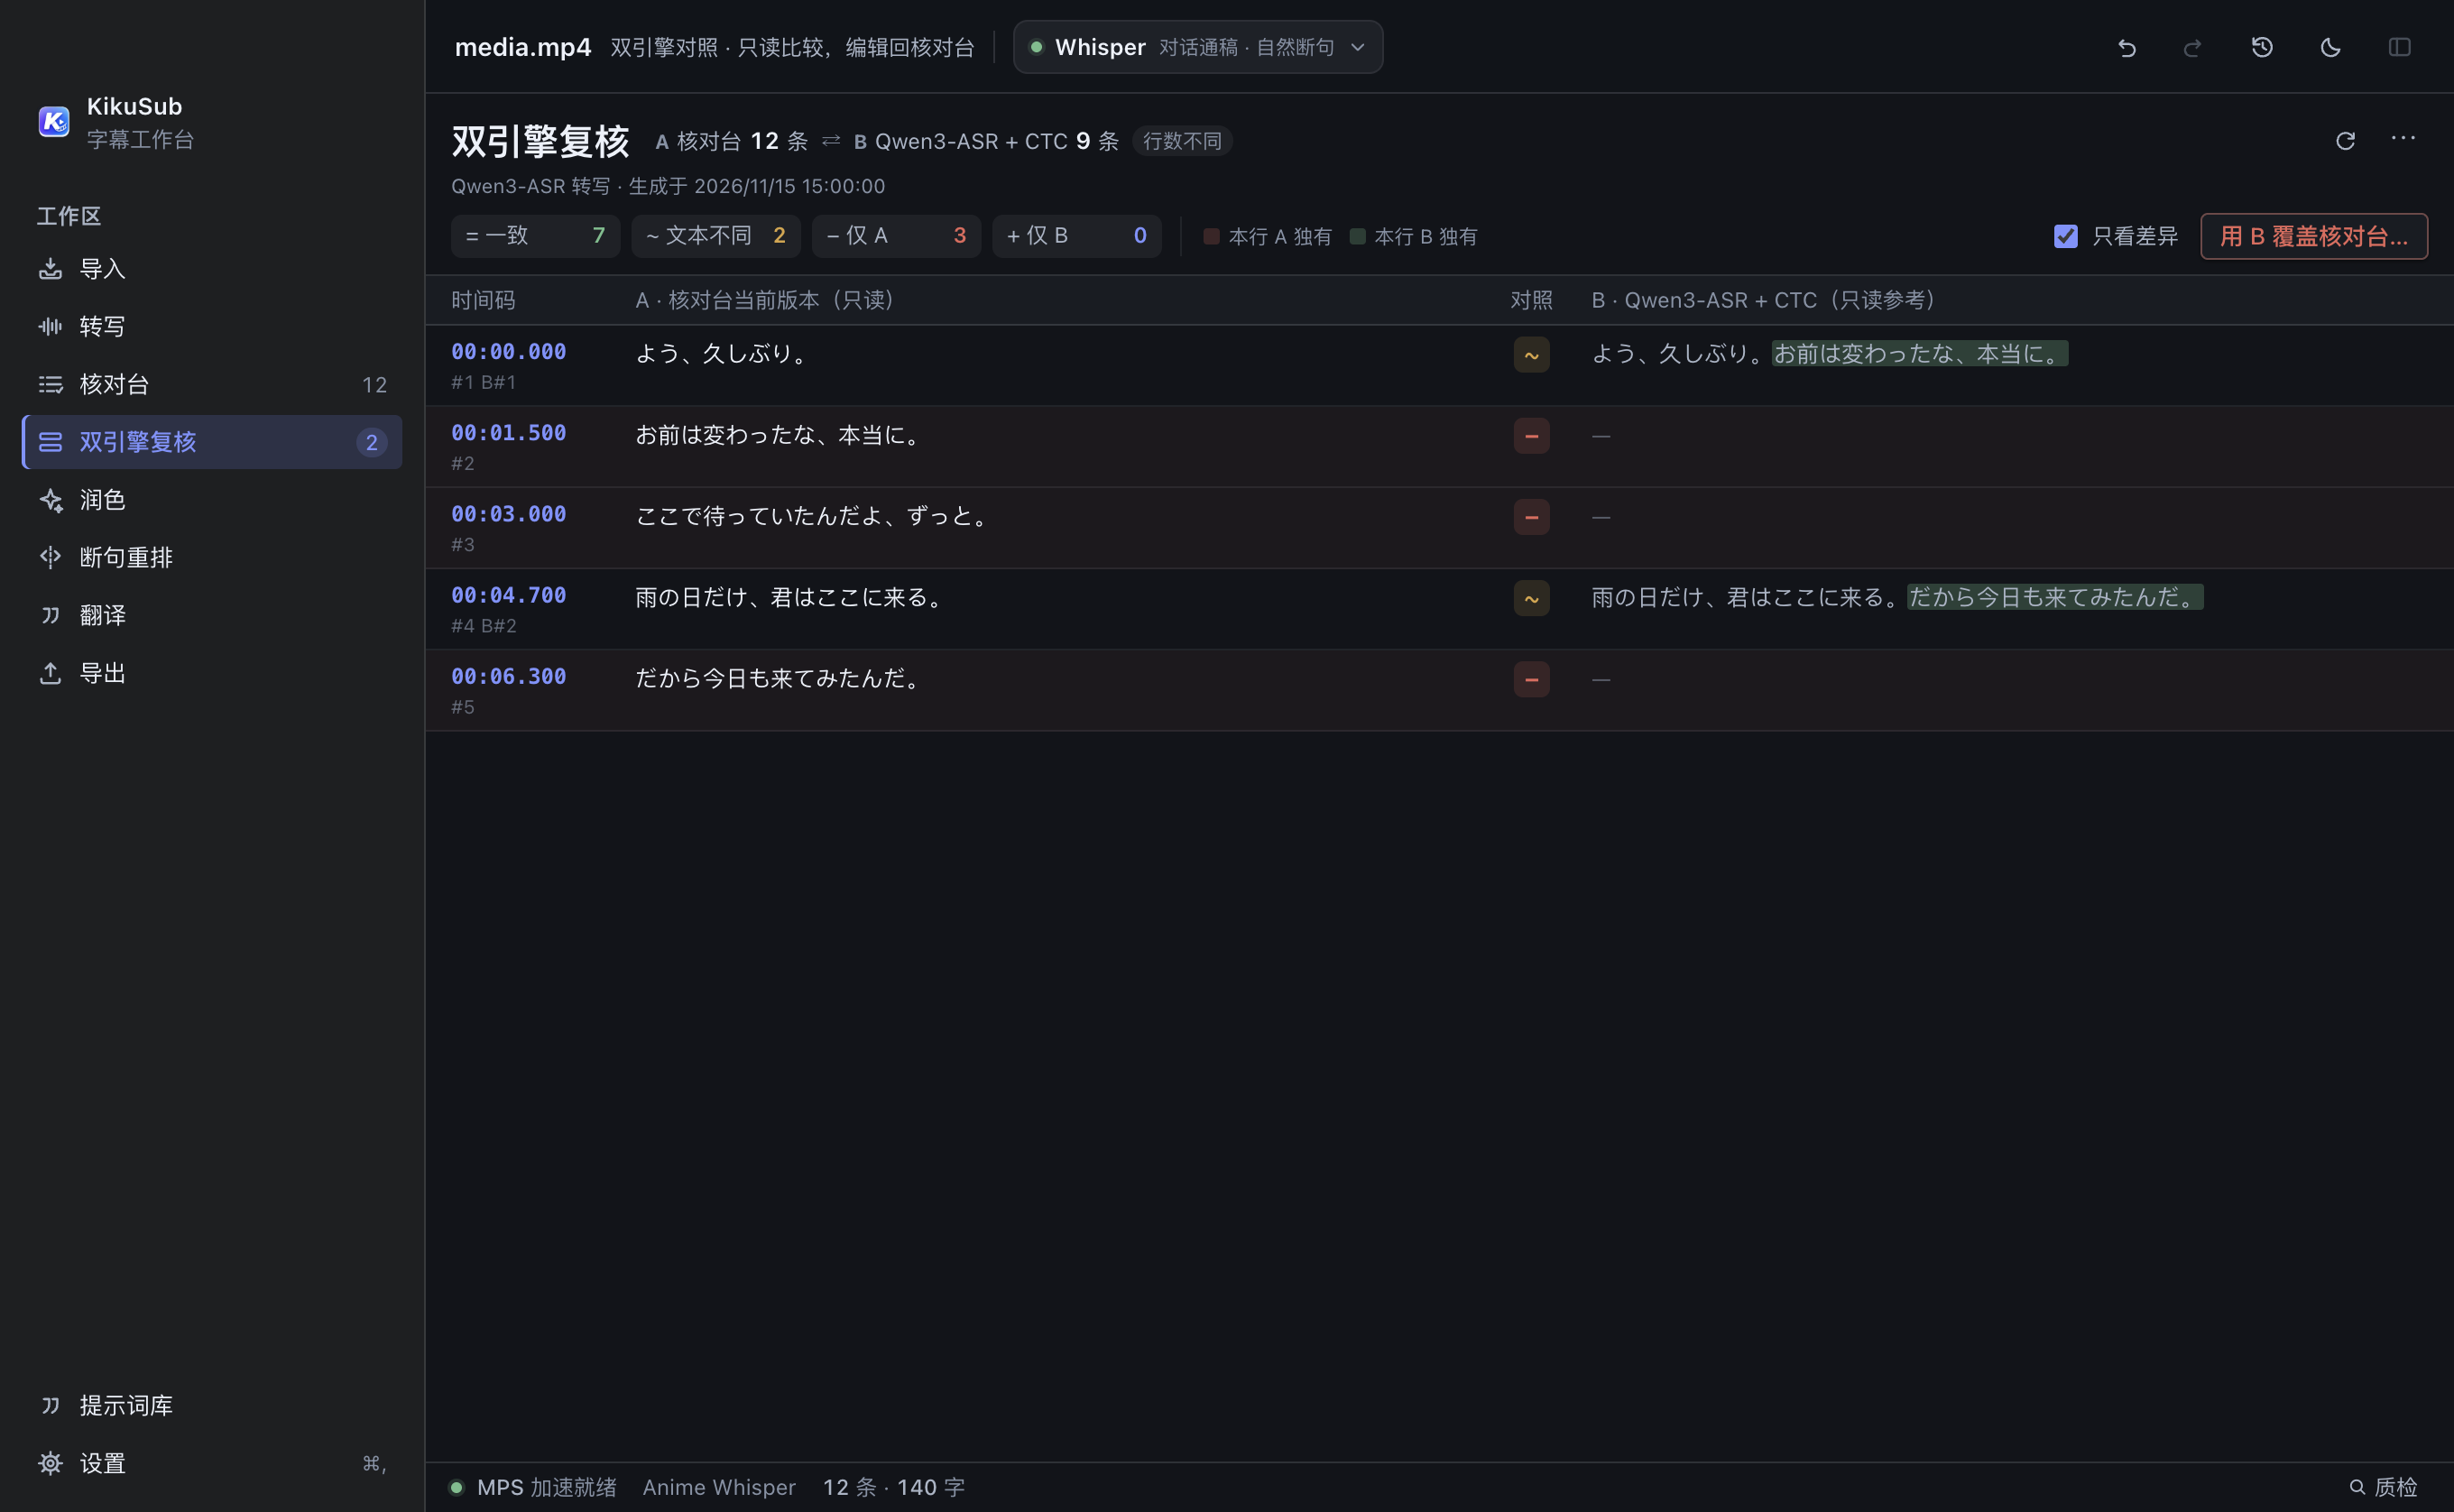 KikuSub
字幕工作台
工作区
导入
转写
核对台 12
双引擎复核 2
润色
断句重排
翻译
导出
提示词库
设置 ⌘,
media.mp4 双引擎对照 · 只读比较，编辑回核对台 Whisper 对话通稿 · 自然断句
双引擎复核 A 核对台 12 条 ⇄ B Qwen3-ASR + CTC 9 条 行数不同 ···
Qwen3-ASR 转写 · 生成于 2026/11/15 15:00:00
= 一致 7 ~ 文本不同 2 − 仅 A 3 + 仅 B 0 本行 A 独有 本行 B 独有 只看差异 用 B 覆盖核对台...
时间码 A · 核对台当前版本（只读） 对照 B · Qwen3-ASR + CTC（只读参考）
00:00.000 よう、久しぶり。 ~ よう、久しぶり。お前は変わったな、本当に。
#1 B#1
00:01.500 お前は変わったな、本当に。 − —
#2
00:03.000 ここで待っていたんだよ、ずっと。 − —
#3
00:04.700 雨の日だけ、君はここに来る。 ~ 雨の日だけ、君はここに来る。だから今日も来てみたんだ。
#4 B#2
00:06.300 だから今日も来てみたんだ。 − —
#5
MPS 加速就绪 Anime Whisper 12 条 · 140 字 质检